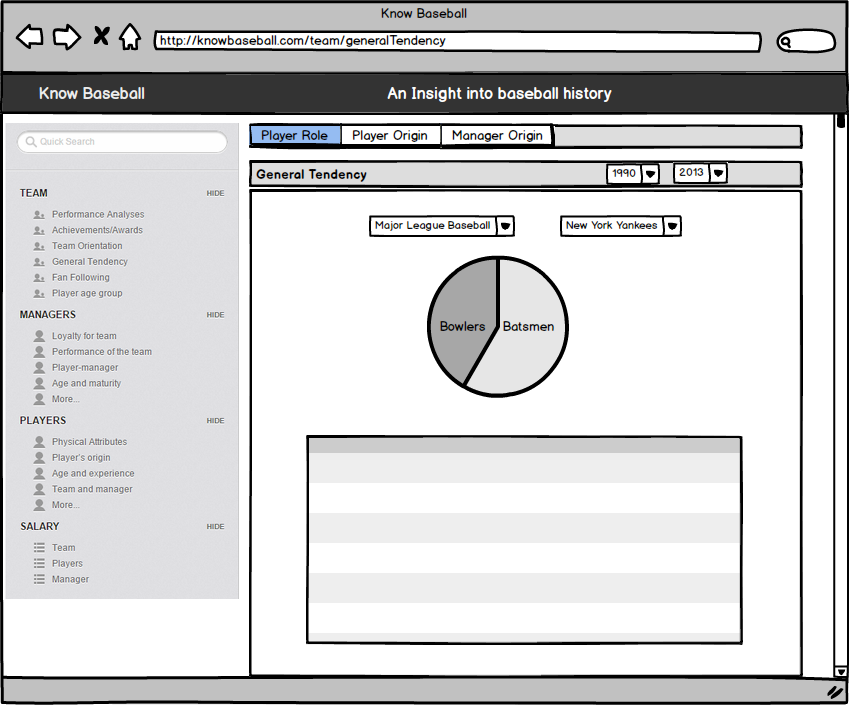 Know Baseball
http://knowbaseball.com/team/generalTendency
Know Baseball
An Insight into baseball history
Quick Search
TEAM HIDE
Performance Analyses
Achievements/Awards
Team Orientation
General Tendency
Fan Following
Player age group
MANAGERS HIDE
Loyalty for team
Performance of the team
Player-manager
Age and maturity
More...
PLAYERS HIDE
Physical Attributes
Player's origin
Age and experience
Team and manager
More...
SALARY HIDE
Team
Players
Manager
Player Role Player Origin Manager Origin
General Tendency 1990 2013
Major League Baseball New York Yankees
Bowlers Batsmen